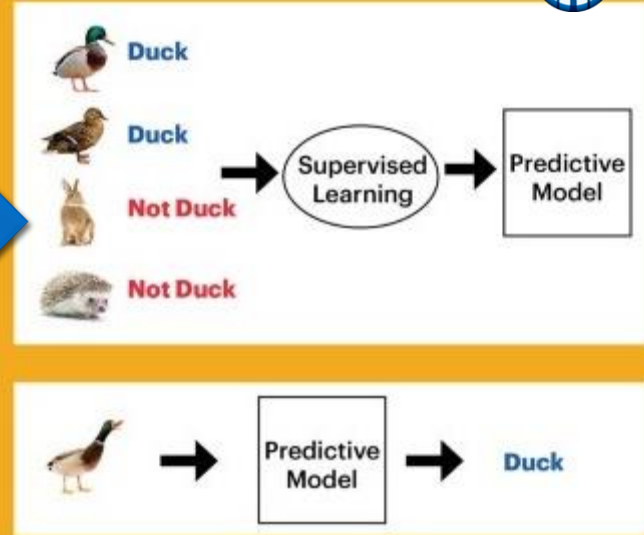 Duck
Duck
Not Duck
Not Duck
Supervised
Learning
Predictive
Model
Predictive
Model
Duck